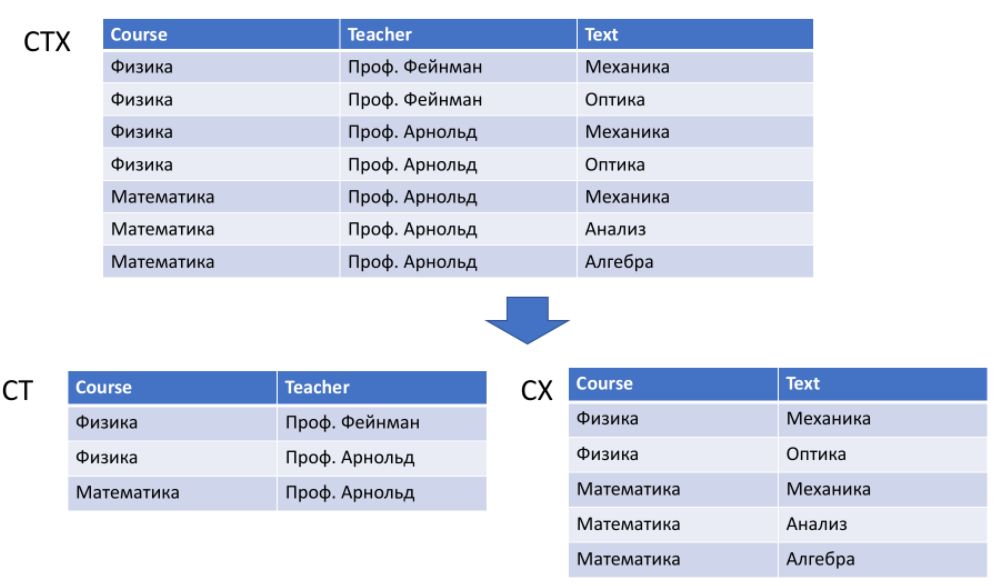 CTX
Course Teacher Text
Физика Проф. Фейнман Механика
Физика Проф. Фейнман Оптика
Физика Проф. Арнольд Механика
Физика Проф. Арнольд Оптика
Математика Проф. Арнольд Механика
Математика Проф. Арнольд Анализ
Математика Проф. Арнольд Алгебра
CT
Course Teacher
Физика Проф. Фейнман
Физика Проф. Арнольд
Математика Проф. Арнольд
CX
Course Text
Физика Механика
Физика Оптика
Математика Механика
Математика Анализ
Математика Алгебра